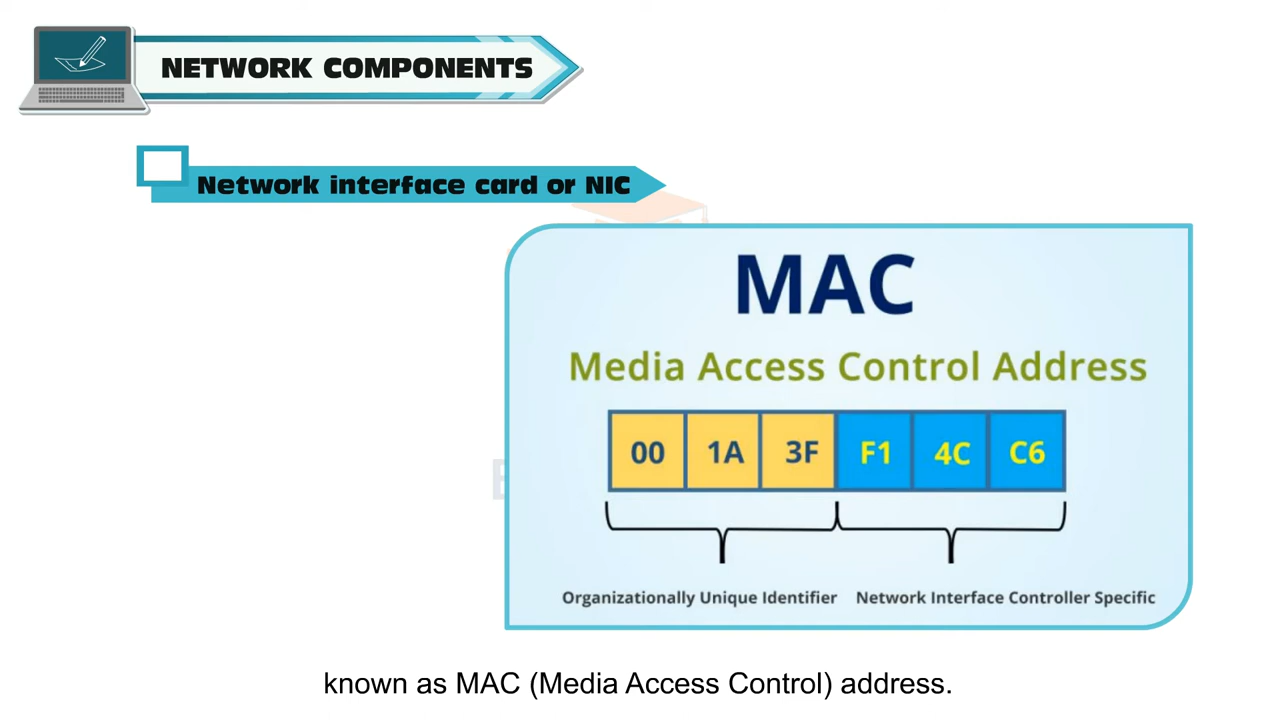 NETWORK COMPONENTS
Network interface card or NIC
MAC
Media Access Control Address
00 1A 3F F1 4C C6
Organizationally Unique Identifier Network Interface Controller Specific
known as MAC (Media Access Control) address.